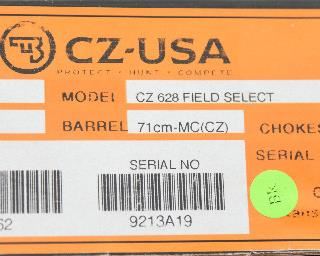 CZ-USA
PROTECT · HUNT · COMPETE
MODEL CZ 628 FIELD SELECT
BARREL 71cm-MC(CZ) CHOKES
SERIAL NO SERIAL
62 9213A19